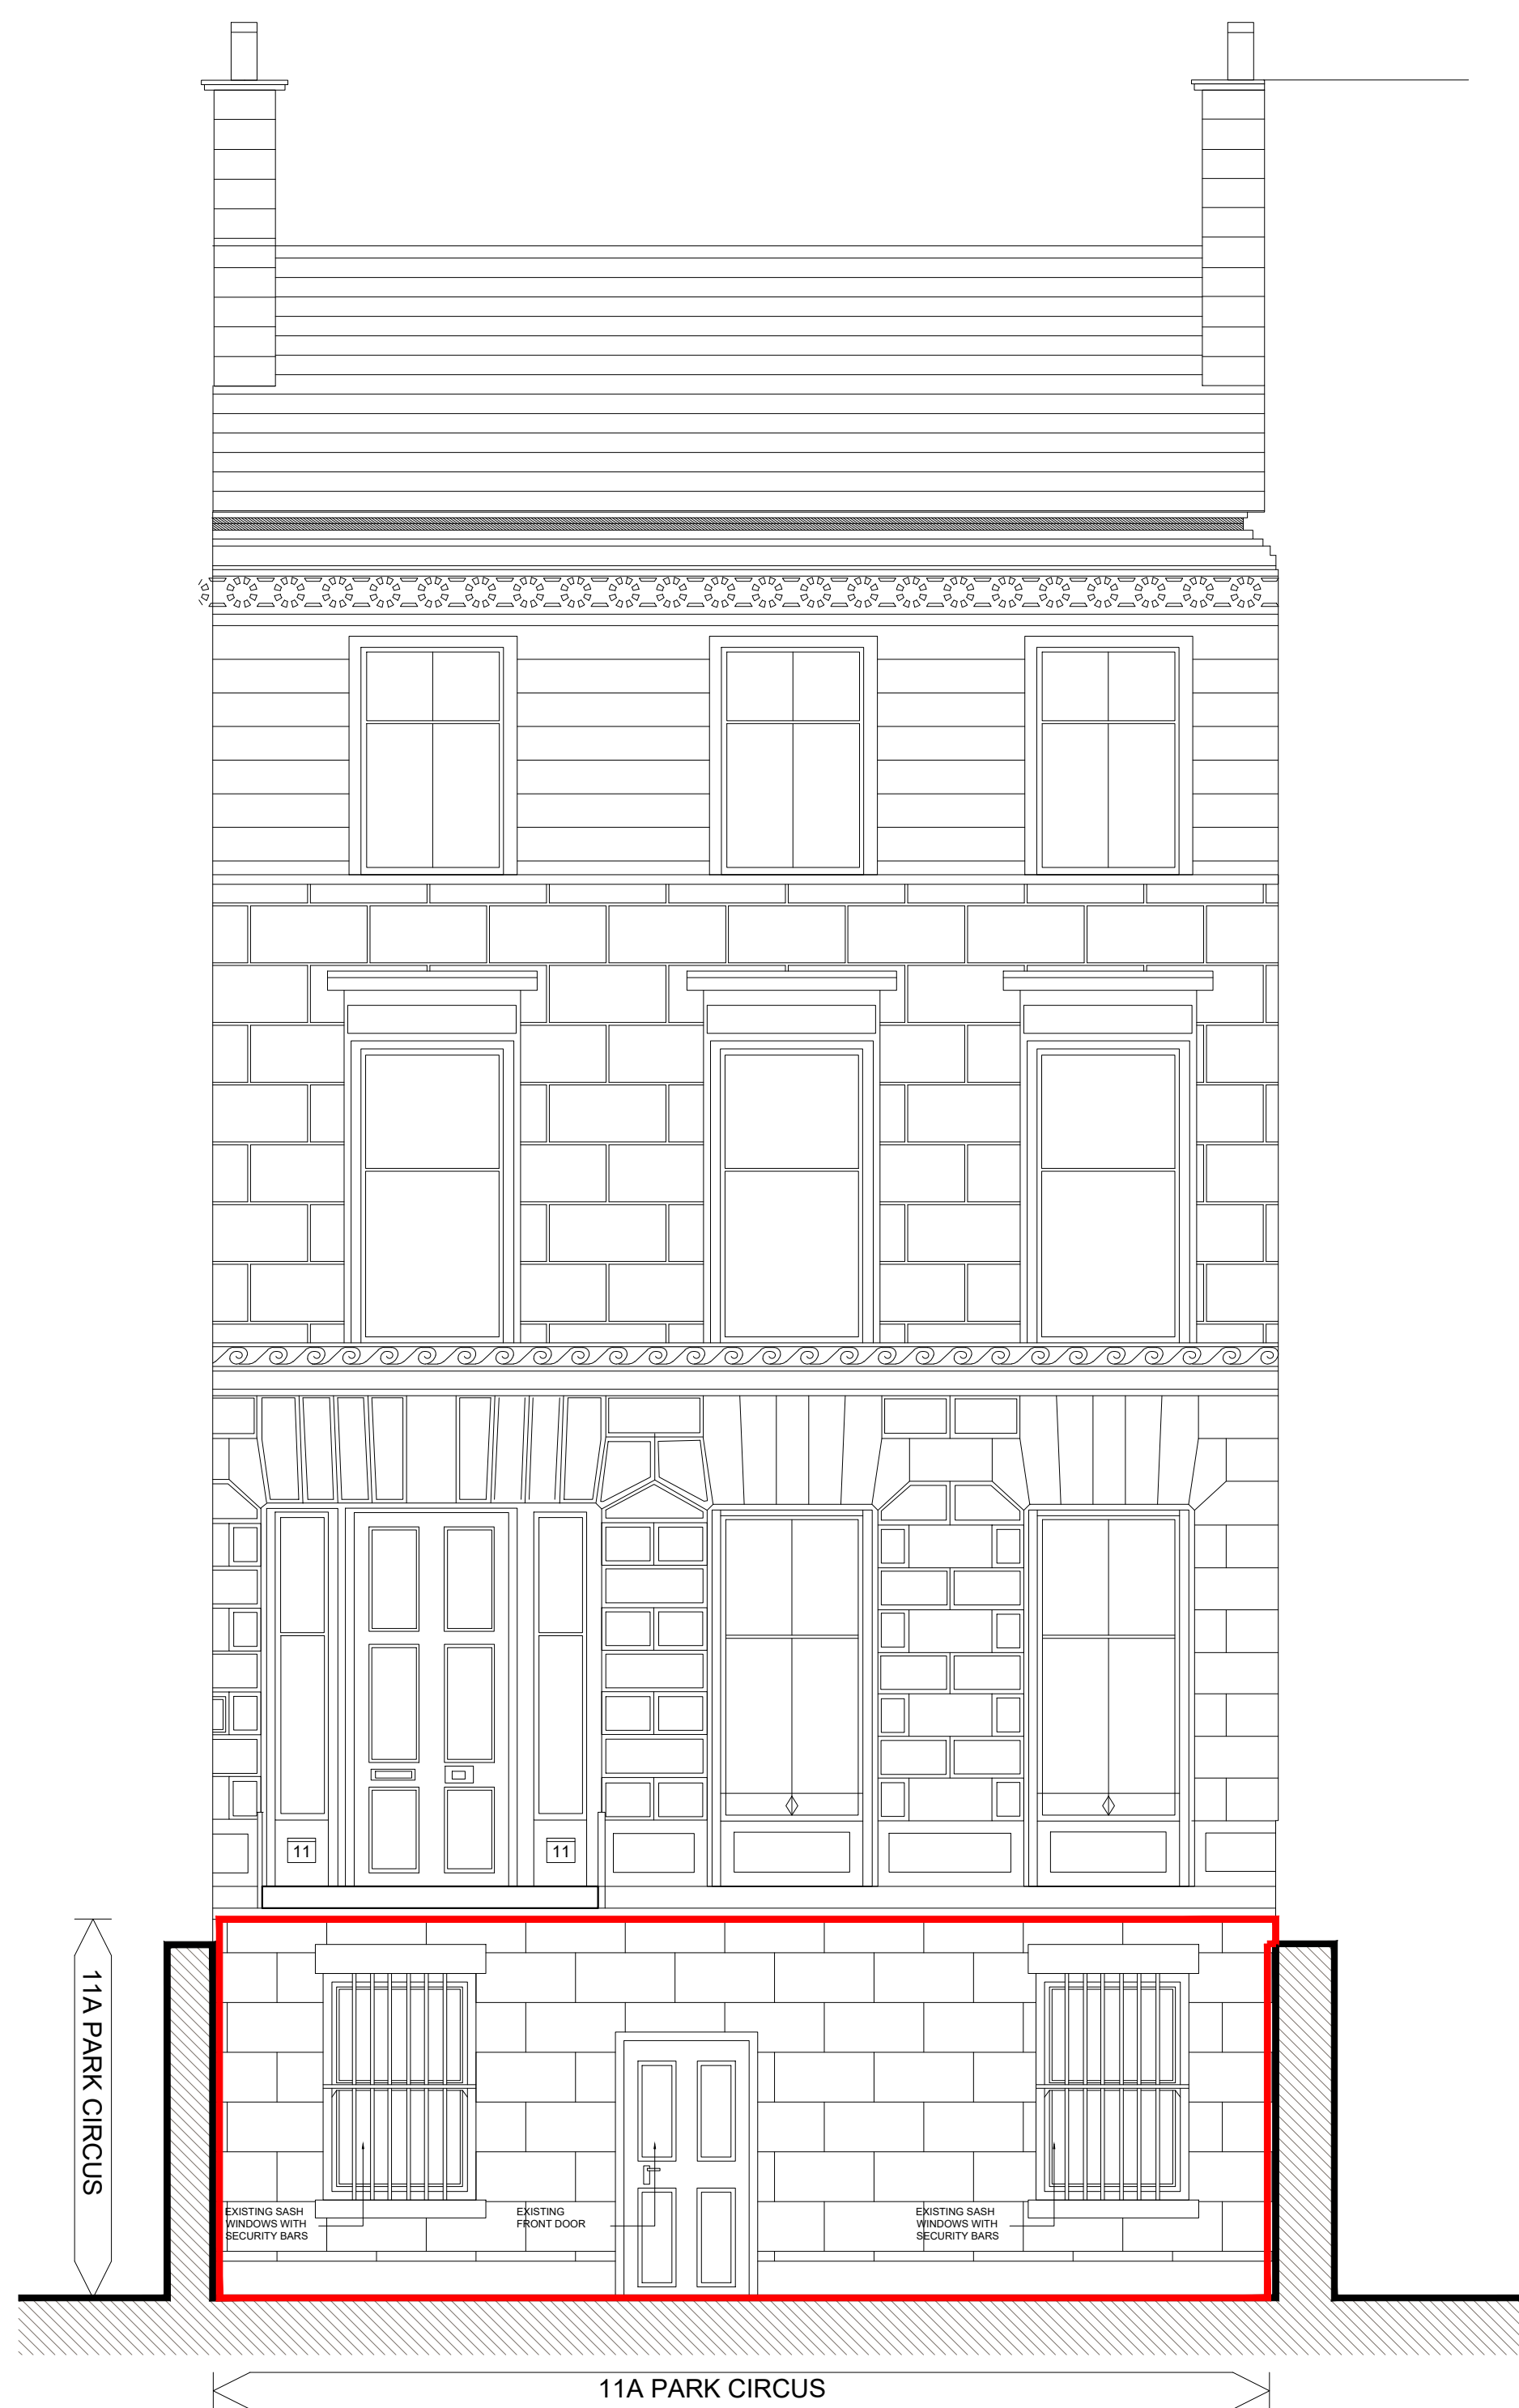 11
11
11A PARK CIRCUS
EXISTING SASH
WINDOWS WITH
SECURITY BARS
EXISTING
FRONT DOOR
EXISTING SASH
WINDOWS WITH
SECURITY BARS
11A PARK CIRCUS